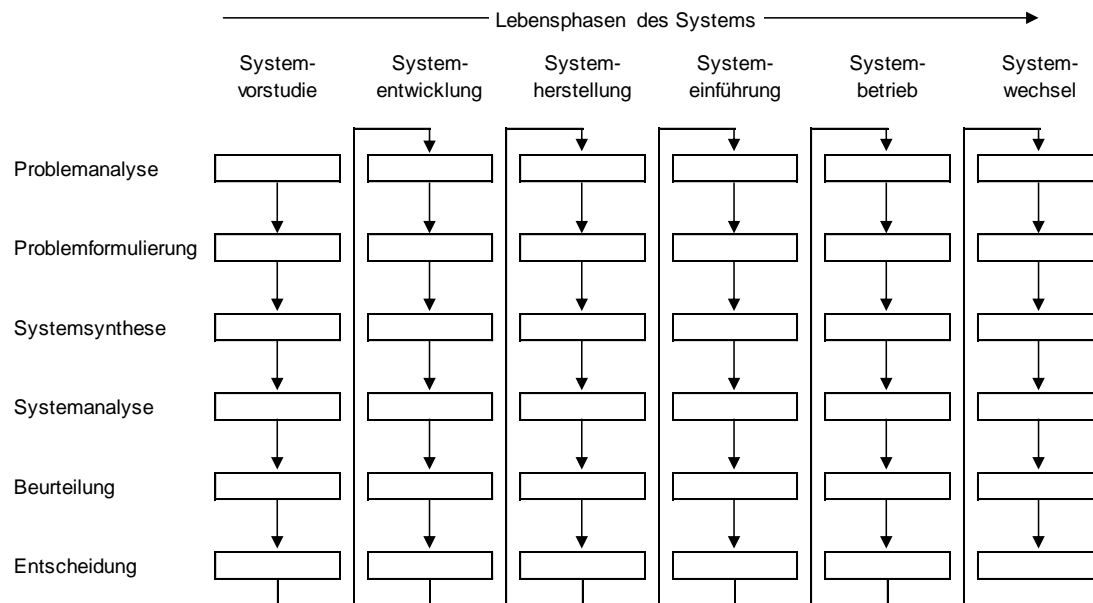 Lebensphasen des Systems
System-
vorstudie
System-
entwicklung
System-
herstellung
System-
einführung
System-
betrieb
System-
wechsel
Problemanalyse
Problemformulierung
Systemsynthese
Systemanalyse
Beurteilung
Entscheidung